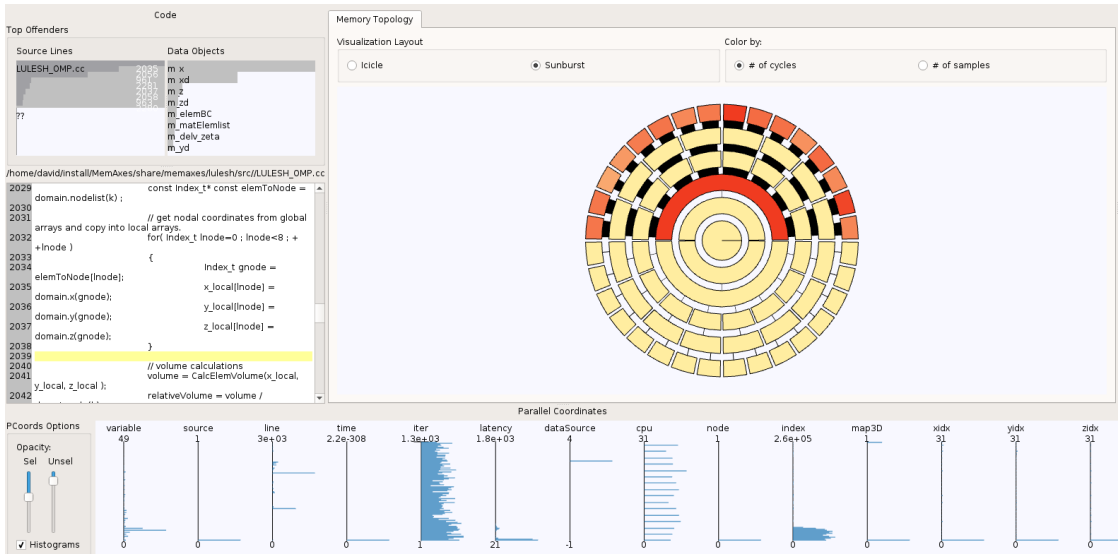 Code
Top Offenders
Source Lines
Data Objects
LULESH_OMP.cc
2035
2056
661
2281
2037
2058
663
??
m_x
m_xd
m_z
m_zd
m_elemBC
m_matElemlist
m_delv_zeta
m_yd
/home/david/install/MemAxes/share/memaxes/lulesh/src//LULESH_OMP.cc
2029 const Index_t* const elemToNode =
domain.nodelist(k) ;
2030
2031 // get nodal coordinates from global
arrays and copy into local arrays.
2032 for( Index_t lnode=0 ; lnode<8 ; +
+lnode )
2033 {
2034 Index_t gnode =
elemToNode[lnode];
2035 x_local[lnode] =
domain.x(gnode);
2036 y_local[lnode] =
domain.y(gnode);
2037 z_local[lnode] =
domain.z(gnode);
2038 }
2039
2040 // volume calculations
2041 volume = CalcElemVolume(x_local,
y_local, z_local );
2042 relativeVolume = volume /
Memory Topology
Visualization Layout
Icicle
Sunburst
Color by:
# of cycles
# of samples
Parallel Coordinates
PCoords Options
Opacity:
Sel Unsel
Histograms
variable source line time iter latency dataSource cpu node index map3D xidx yidx zidx
49 1 3e+03 2.2e-308 1.3e+03 1.8e+03 4 31 1 2.6e+05 1 31 31 31
0 0 0 0 1 21 -1 0 0 0 0 0 0 0